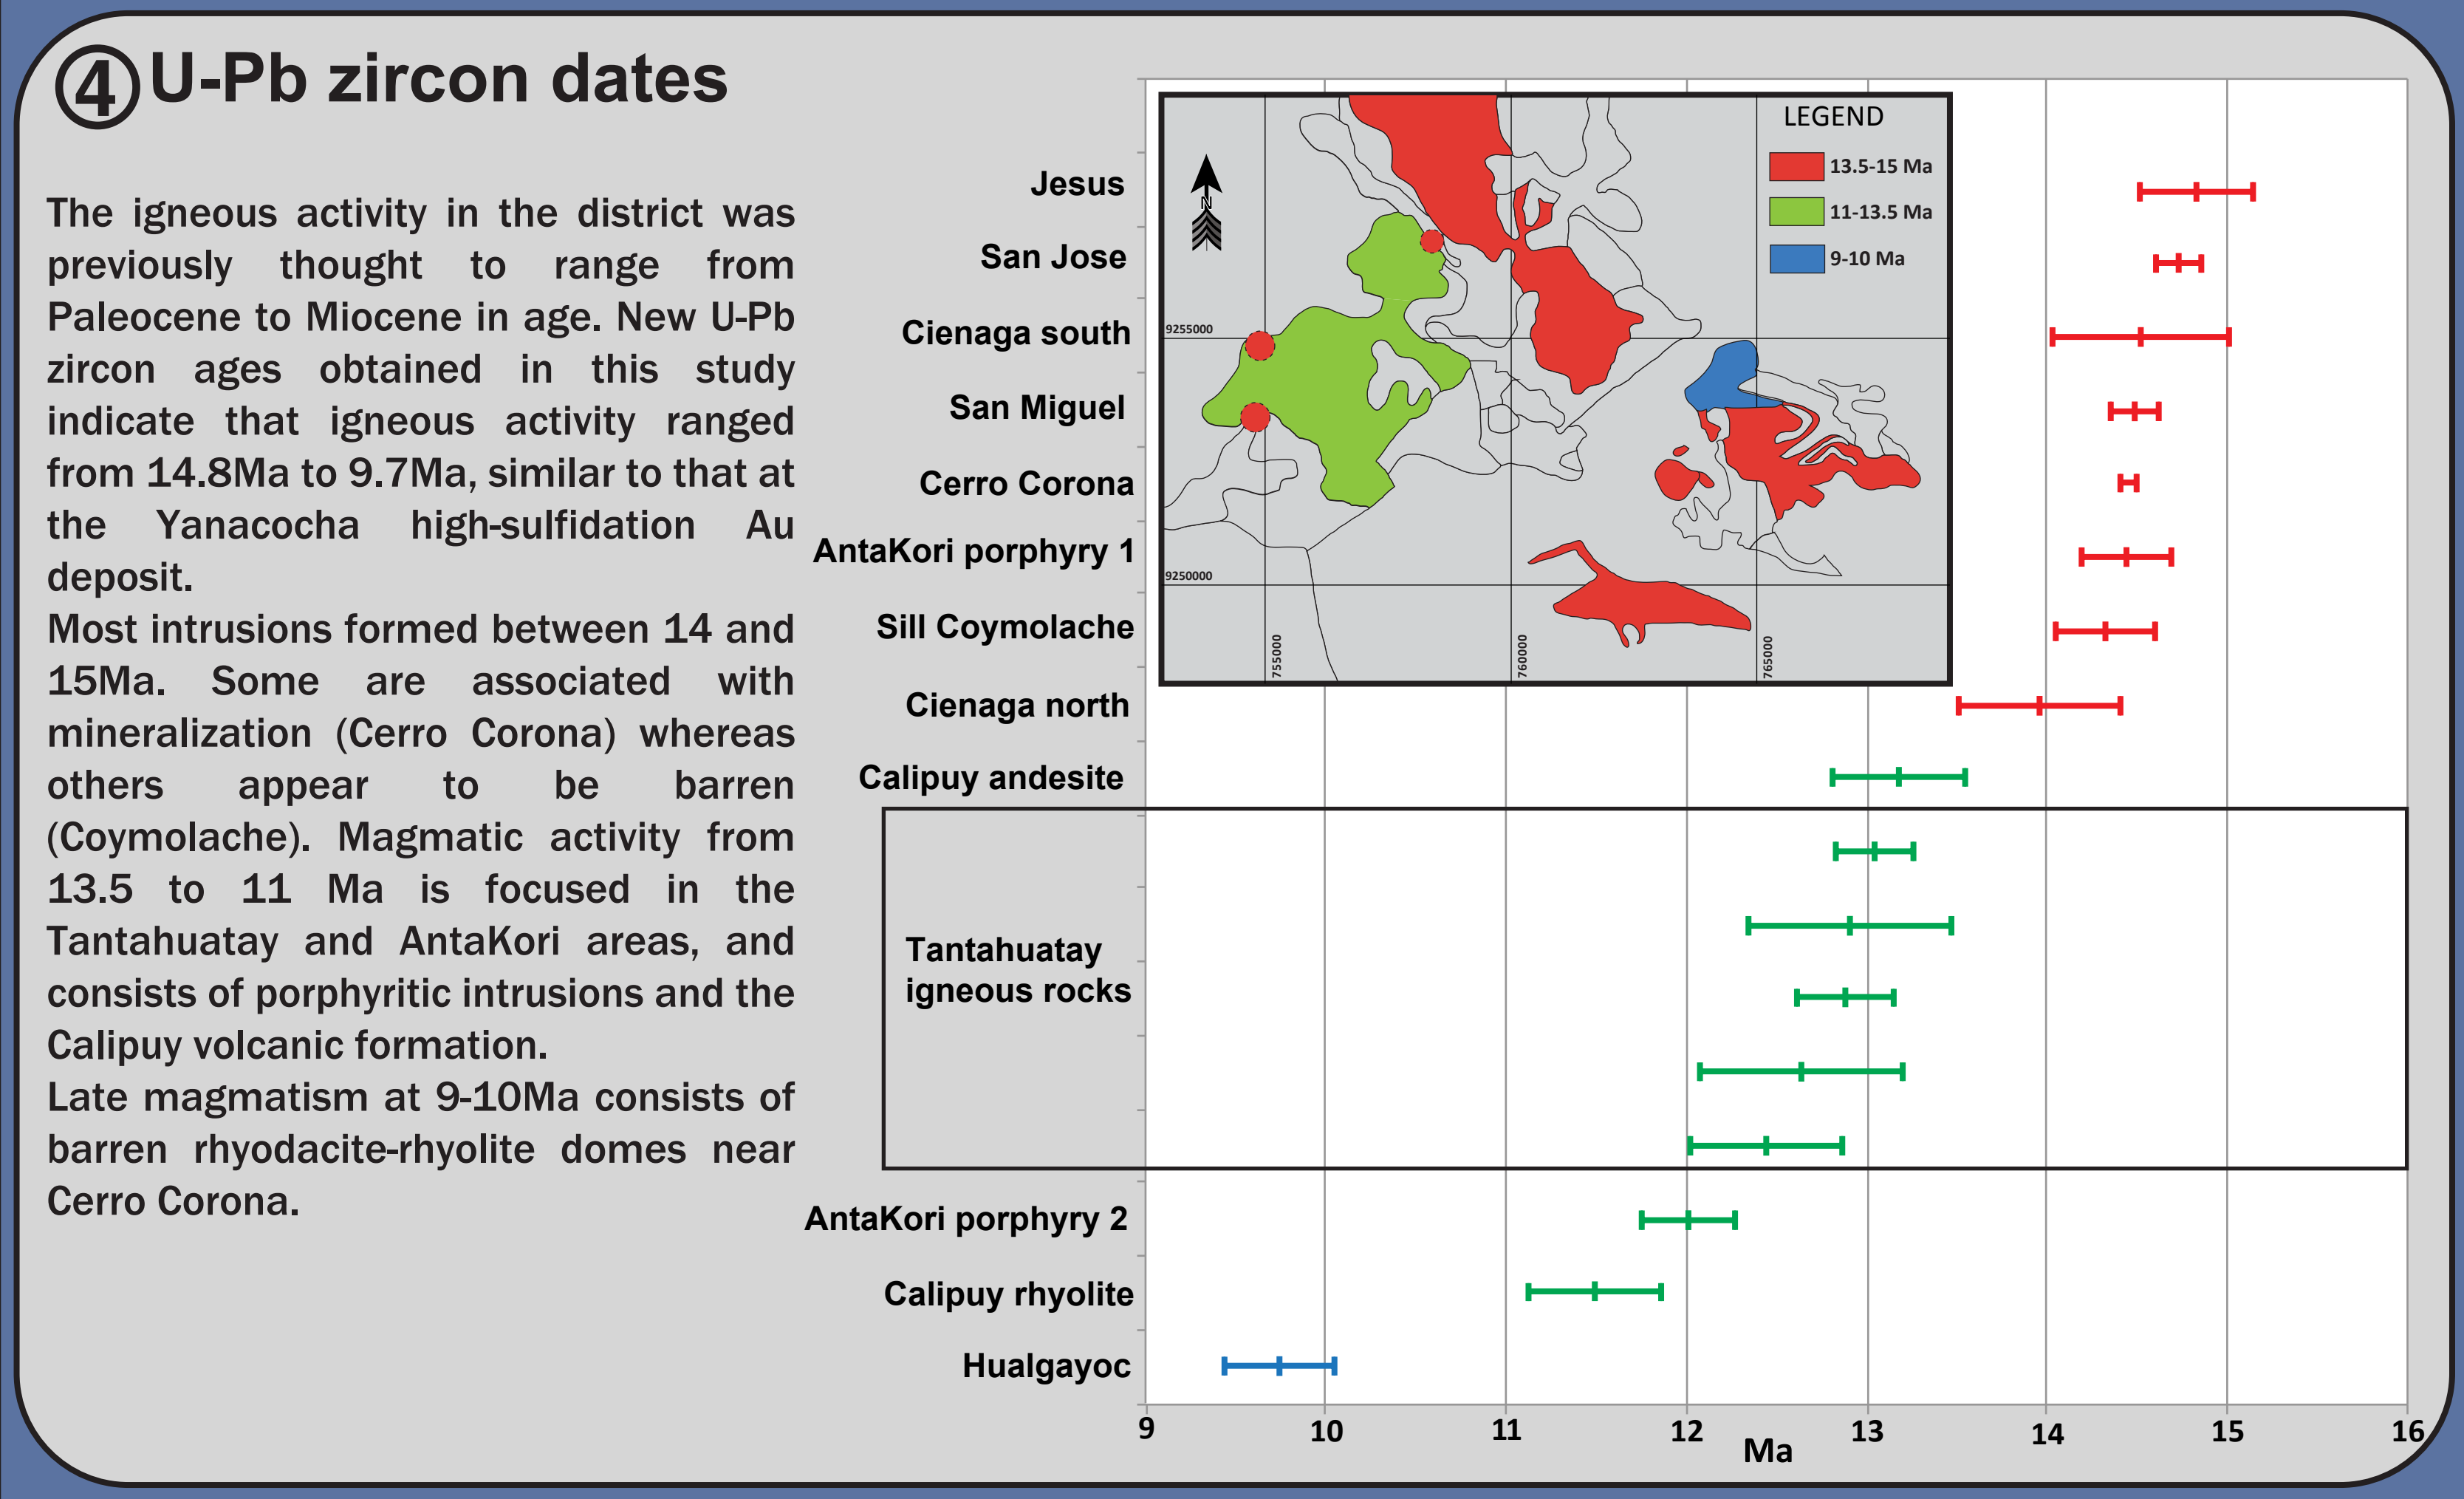 4 U-Pb zircon dates
The igneous activity in the district was
previously thought to range from
Paleocene to Miocene in age. New U-Pb
zircon ages obtained in this study
indicate that igneous activity ranged
from 14.8Ma to 9.7Ma, similar to that at
the Yanacocha high-sulfidation Au
deposit.
Most intrusions formed between 14 and
15Ma. Some are associated with
mineralization (Cerro Corona) whereas
others appear to be barren
(Coymolache). Magmatic activity from
13.5 to 11 Ma is focused in the
Tantahuatay and AntaKori areas, and
consists of porphyritic intrusions and the
Calipuy volcanic formation.
Late magmatism at 9-10Ma consists of
barren rhyodacite-rhyolite domes near
Cerro Corona.
Jesus
San Jose
Cienaga south
San Miguel
Cerro Corona
AntaKori porphyry 1
Sill Coymolache
Cienaga north
Calipuy andesite
Tantahuatay
igneous rocks
AntaKori porphyry 2
Calipuy rhyolite
Hualgayoc
LEGEND
13.5-15 Ma
11-13.5 Ma
9-10 Ma
N
9255000
9250000
755000
760000
765000
9 10 11 12 13 14 15 16
Ma